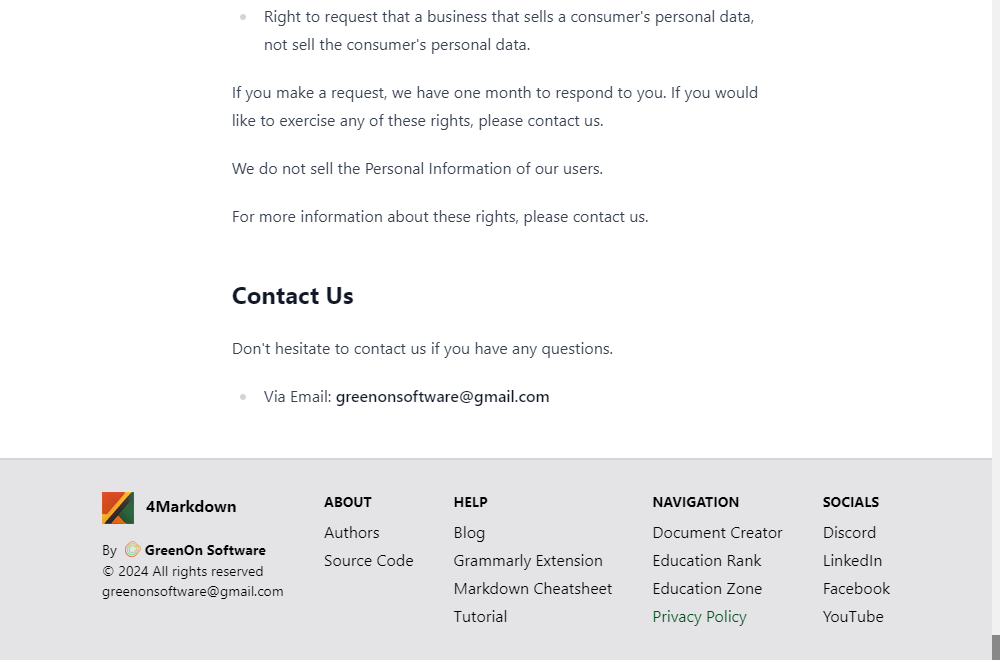 Right to request that a business that sells a consumer's personal data,
not sell the consumer's personal data.
If you make a request, we have one month to respond to you. If you would
like to exercise any of these rights, please contact us.
We do not sell the Personal Information of our users.
For more information about these rights, please contact us.
Contact Us
Don't hesitate to contact us if you have any questions.
Via Email: greenonsoftware@gmail.com
4Markdown
By GreenOn Software
© 2024 All rights reserved
greenonsoftware@gmail.com
ABOUT
Authors
Source Code
HELP
Blog
Grammarly Extension
Markdown Cheatsheet
Tutorial
NAVIGATION
Document Creator
Education Rank
Education Zone
Privacy Policy
SOCIALS
Discord
LinkedIn
Facebook
YouTube